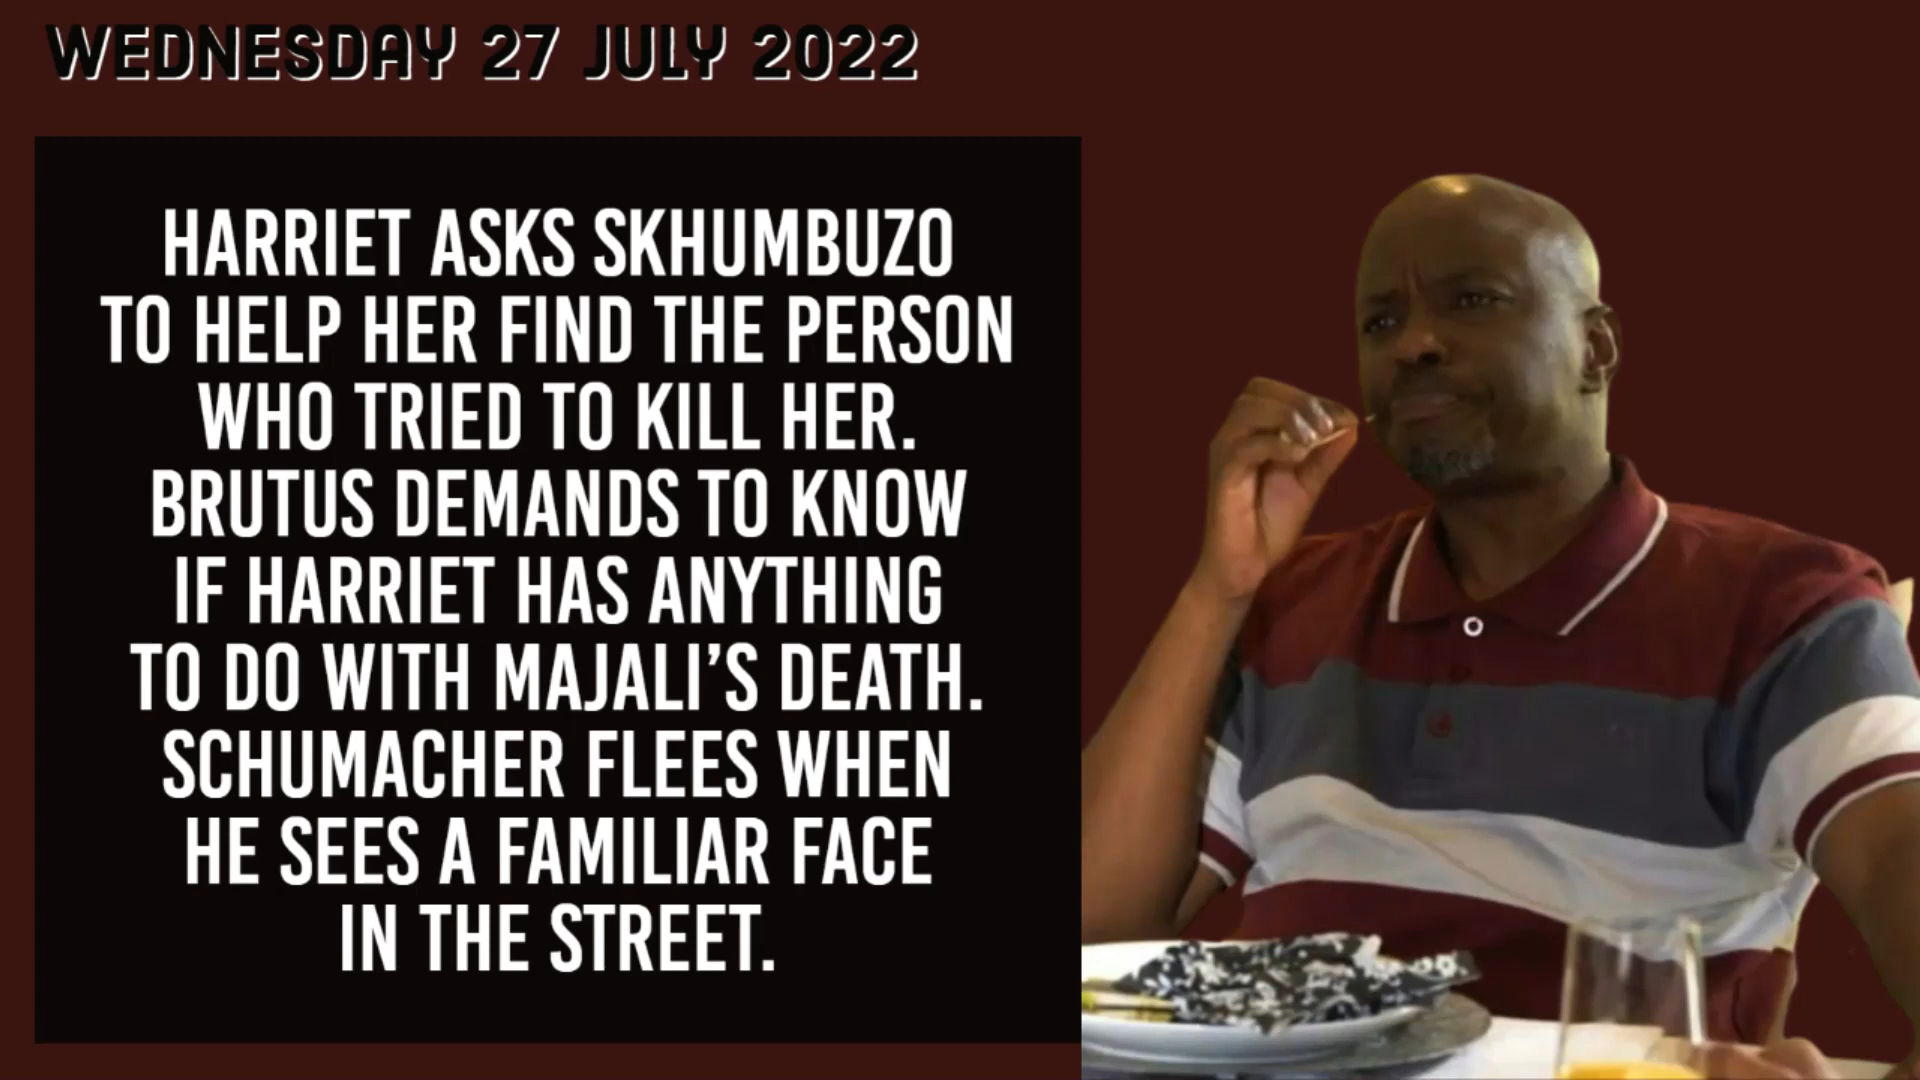 WEDNESDAY 27 JULY 2022
HARRIET ASKS SKHUMBUZO
TO HELP HER FIND THE PERSON
WHO TRIED TO KILL HER.
BRUTUS DEMANDS TO KNOW
IF HARRIET HAS ANYTHING
TO DO WITH MAJALI’S DEATH.
SCHUMACHER FLEES WHEN
HE SEES A FAMILIAR FACE
IN THE STREET.